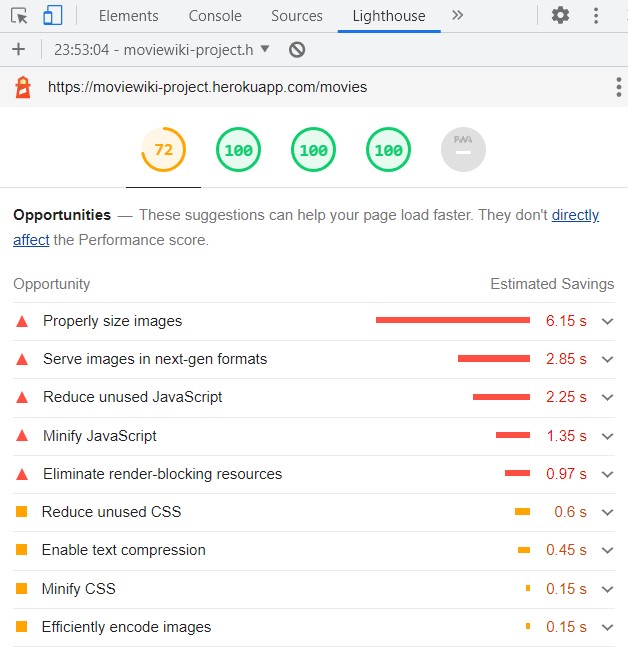 Elements Console Sources Lighthouse
23:53:04 - moviewiki-project.h
https://moviewiki-project.herokuapp.com/movies
72 100 100 100 PWA
Opportunities — These suggestions can help your page load faster. They don't directly
affect the Performance score.
Opportunity Estimated Savings
Properly size images 6.15 s
Serve images in next-gen formats 2.85 s
Reduce unused JavaScript 2.25 s
Minify JavaScript 1.35 s
Eliminate render-blocking resources 0.97 s
Reduce unused CSS 0.6 s
Enable text compression 0.45 s
Minify CSS 0.15 s
Efficiently encode images 0.15 s